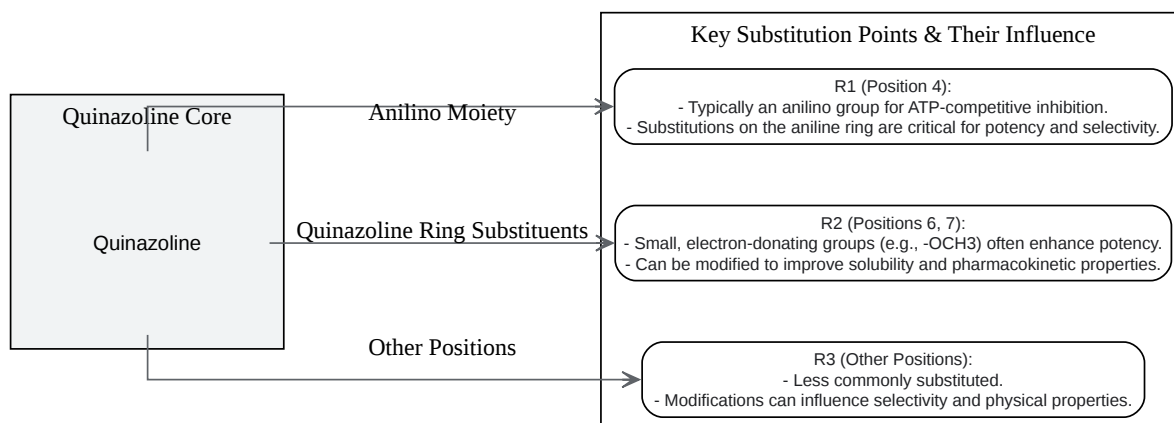 Quinazoline Core
Quinazoline
Anilino Moiety
Quinazoline Ring Substituents
Other Positions
Key Substitution Points & Their Influence
R1 (Position 4):
- Typically an anilino group for ATP-competitive inhibition.
- Substitutions on the aniline ring are critical for potency and selectivity.
R2 (Positions 6, 7):
- Small, electron-donating groups (e.g., -OCH3) often enhance potency.
- Can be modified to improve solubility and pharmacokinetic properties.
R3 (Other Positions):
- Less commonly substituted.
- Modifications can influence selectivity and physical properties.